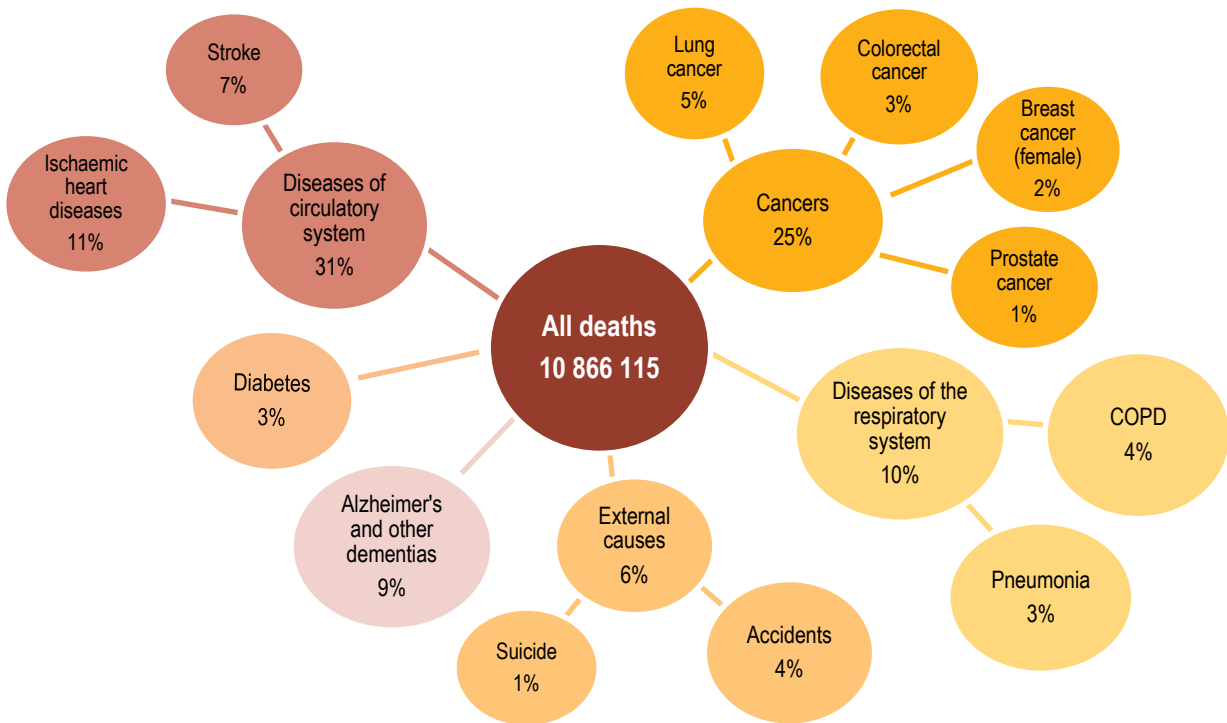 Stroke
7%
Ischaemic
heart
diseases
11%
Diseases of
circulatory
system
31%
Lung
cancer
5%
Colorectal
cancer
3%
Breast
cancer
(female)
2%
Cancers
25%
Prostate
cancer
1%
All deaths
10 866 115
Diabetes
3%
Diseases of the
respiratory
system
10%
COPD
4%
Alzheimer's
and other
dementias
9%
External
causes
6%
Pneumonia
3%
Suicide
1%
Accidents
4%